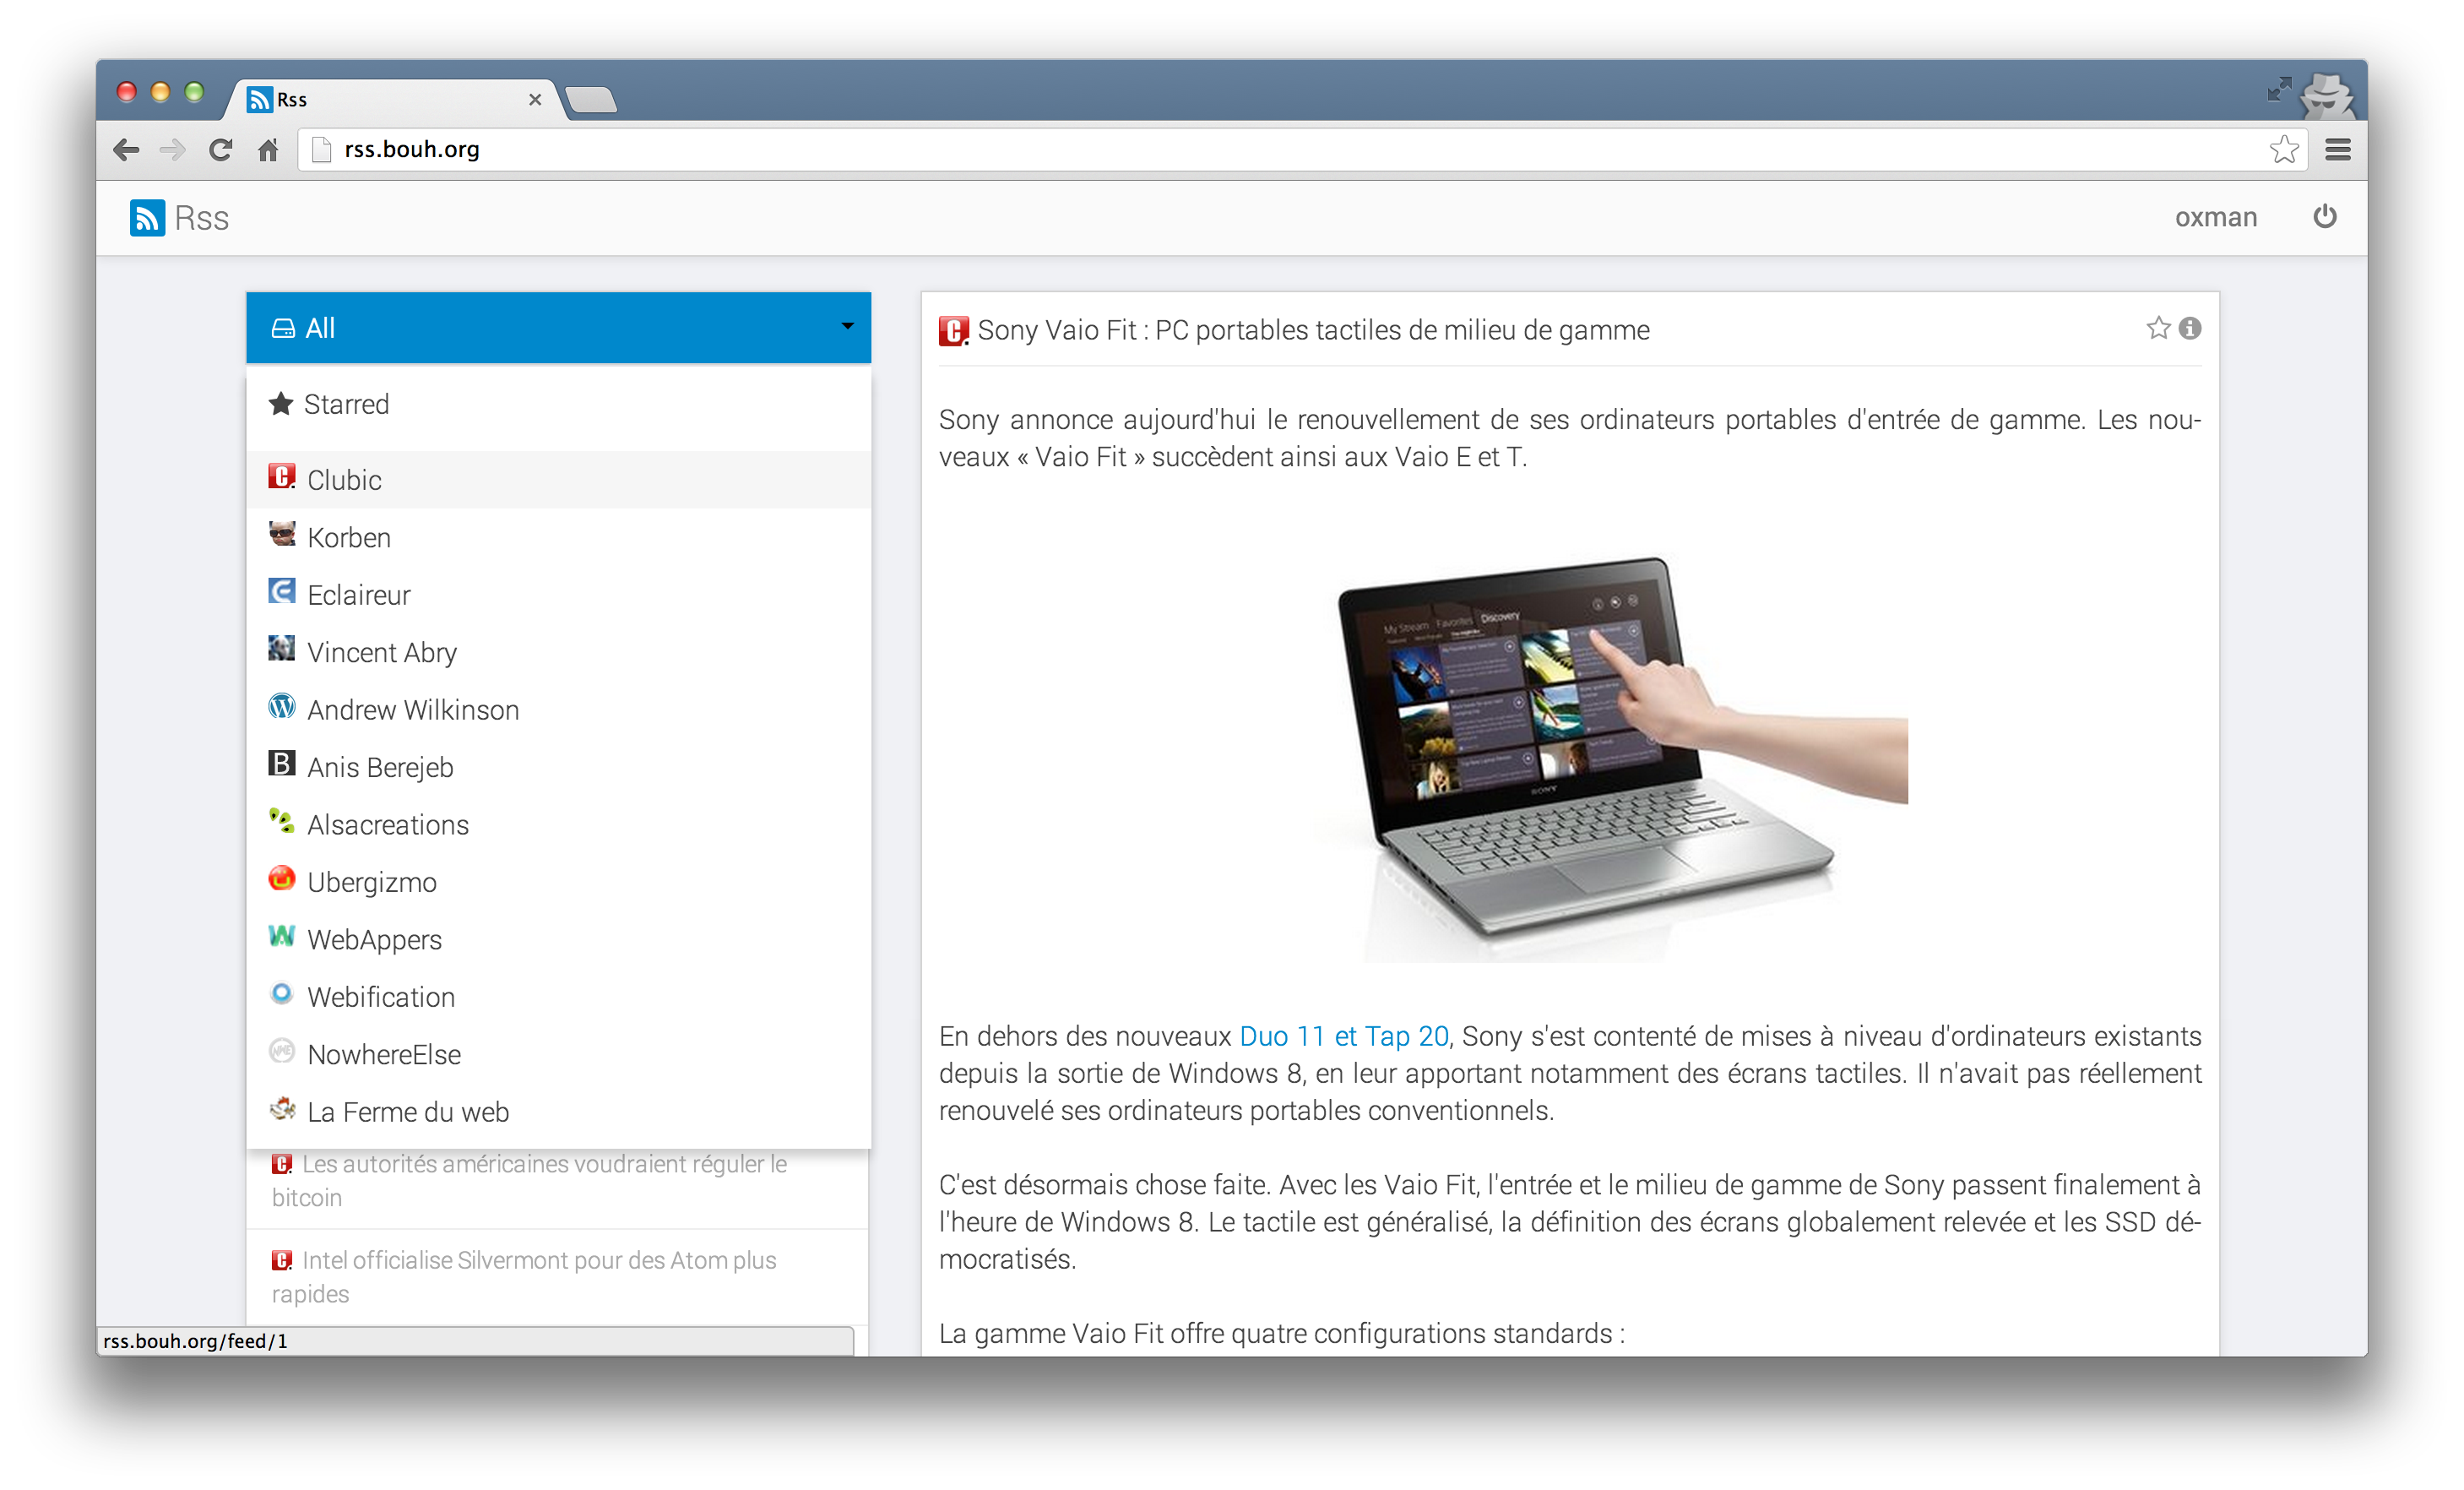 Rss
rss.bouh.org
Rss
oxman
All
Starred
Clubic
Korben
Eclaireur
Vincent Abry
Andrew Wilkinson
Anis Berejeb
Alsacreations
Ubergizmo
WebAppers
Webification
NowhereElse
La Ferme du web
Les autorités américaines voudraient réguler le
bitcoin
Intel officialise Silvermont pour des Atom plus
rapides
rss.bouh.org/feed/1
Sony Vaio Fit : PC portables tactiles de milieu de gamme
Sony annonce aujourd'hui le renouvellement de ses ordinateurs portables d'entrée de gamme. Les nou-
veaux « Vaio Fit » succèdent ainsi aux Vaio E et T.
My Stream Favorites Discovery
SONY
En dehors des nouveaux Duo 11 et Tap 20, Sony s'est contenté de mises à niveau d'ordinateurs existants
depuis la sortie de Windows 8, en leur apportant notamment des écrans tactiles. Il n'avait pas réellement
renouvelé ses ordinateurs portables conventionnels.
C'est désormais chose faite. Avec les Vaio Fit, l'entrée et le milieu de gamme de Sony passent finalement à
l'heure de Windows 8. Le tactile est généralisé, la définition des écrans globalement relevée et les SSD dé-
mocratisés.
La gamme Vaio Fit offre quatre configurations standards :